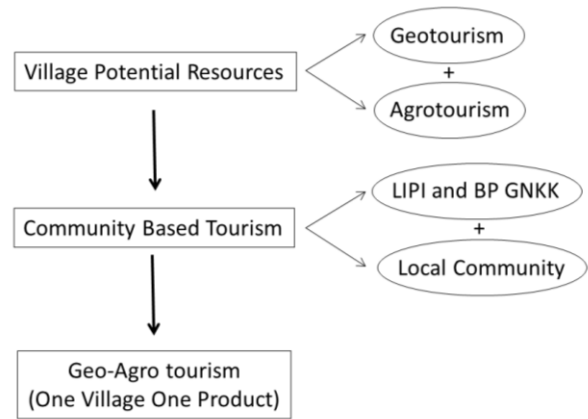 Geotourism
Village Potential Resources
+
Agrotourism
LIPI and BP GNKK
Community Based Tourism
+
Local Community
Geo-Agro tourism
(One Village One Product)